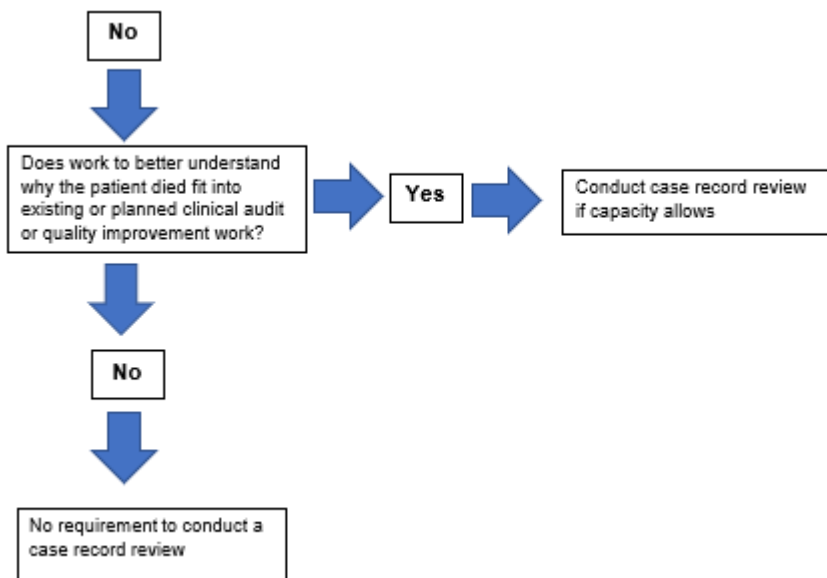 No
Does work to better understand
why the patient died fit into
existing or planned clinical audit
or quality improvement work?
Yes
Conduct case record review
if capacity allows
No
No requirement to conduct a
case record review